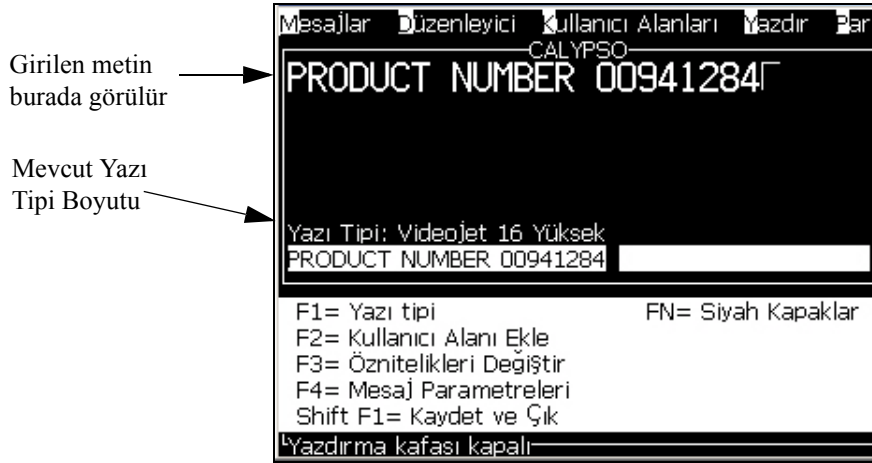 Mesajlar Düzenleyici Kullanıcı Alanları Yazdır Par
CALYPSO
Girilen metin
burada görülür
PRODUCT NUMBER 00941284
Mevcut Yazı
Tipi Boyutu
Yazı Tipi: Videojet 16 Yüksek
PRODUCT NUMBER 00941284
F1= Yazı tipi FN= Siyah Kapaklar
F2= Kullanıcı Alanı Ekle
F3= Öznitelikleri Değiştir
F4= Mesaj Parametreleri
Shift F1= Kaydet ve Çık
Yazdırma kafası kapalı